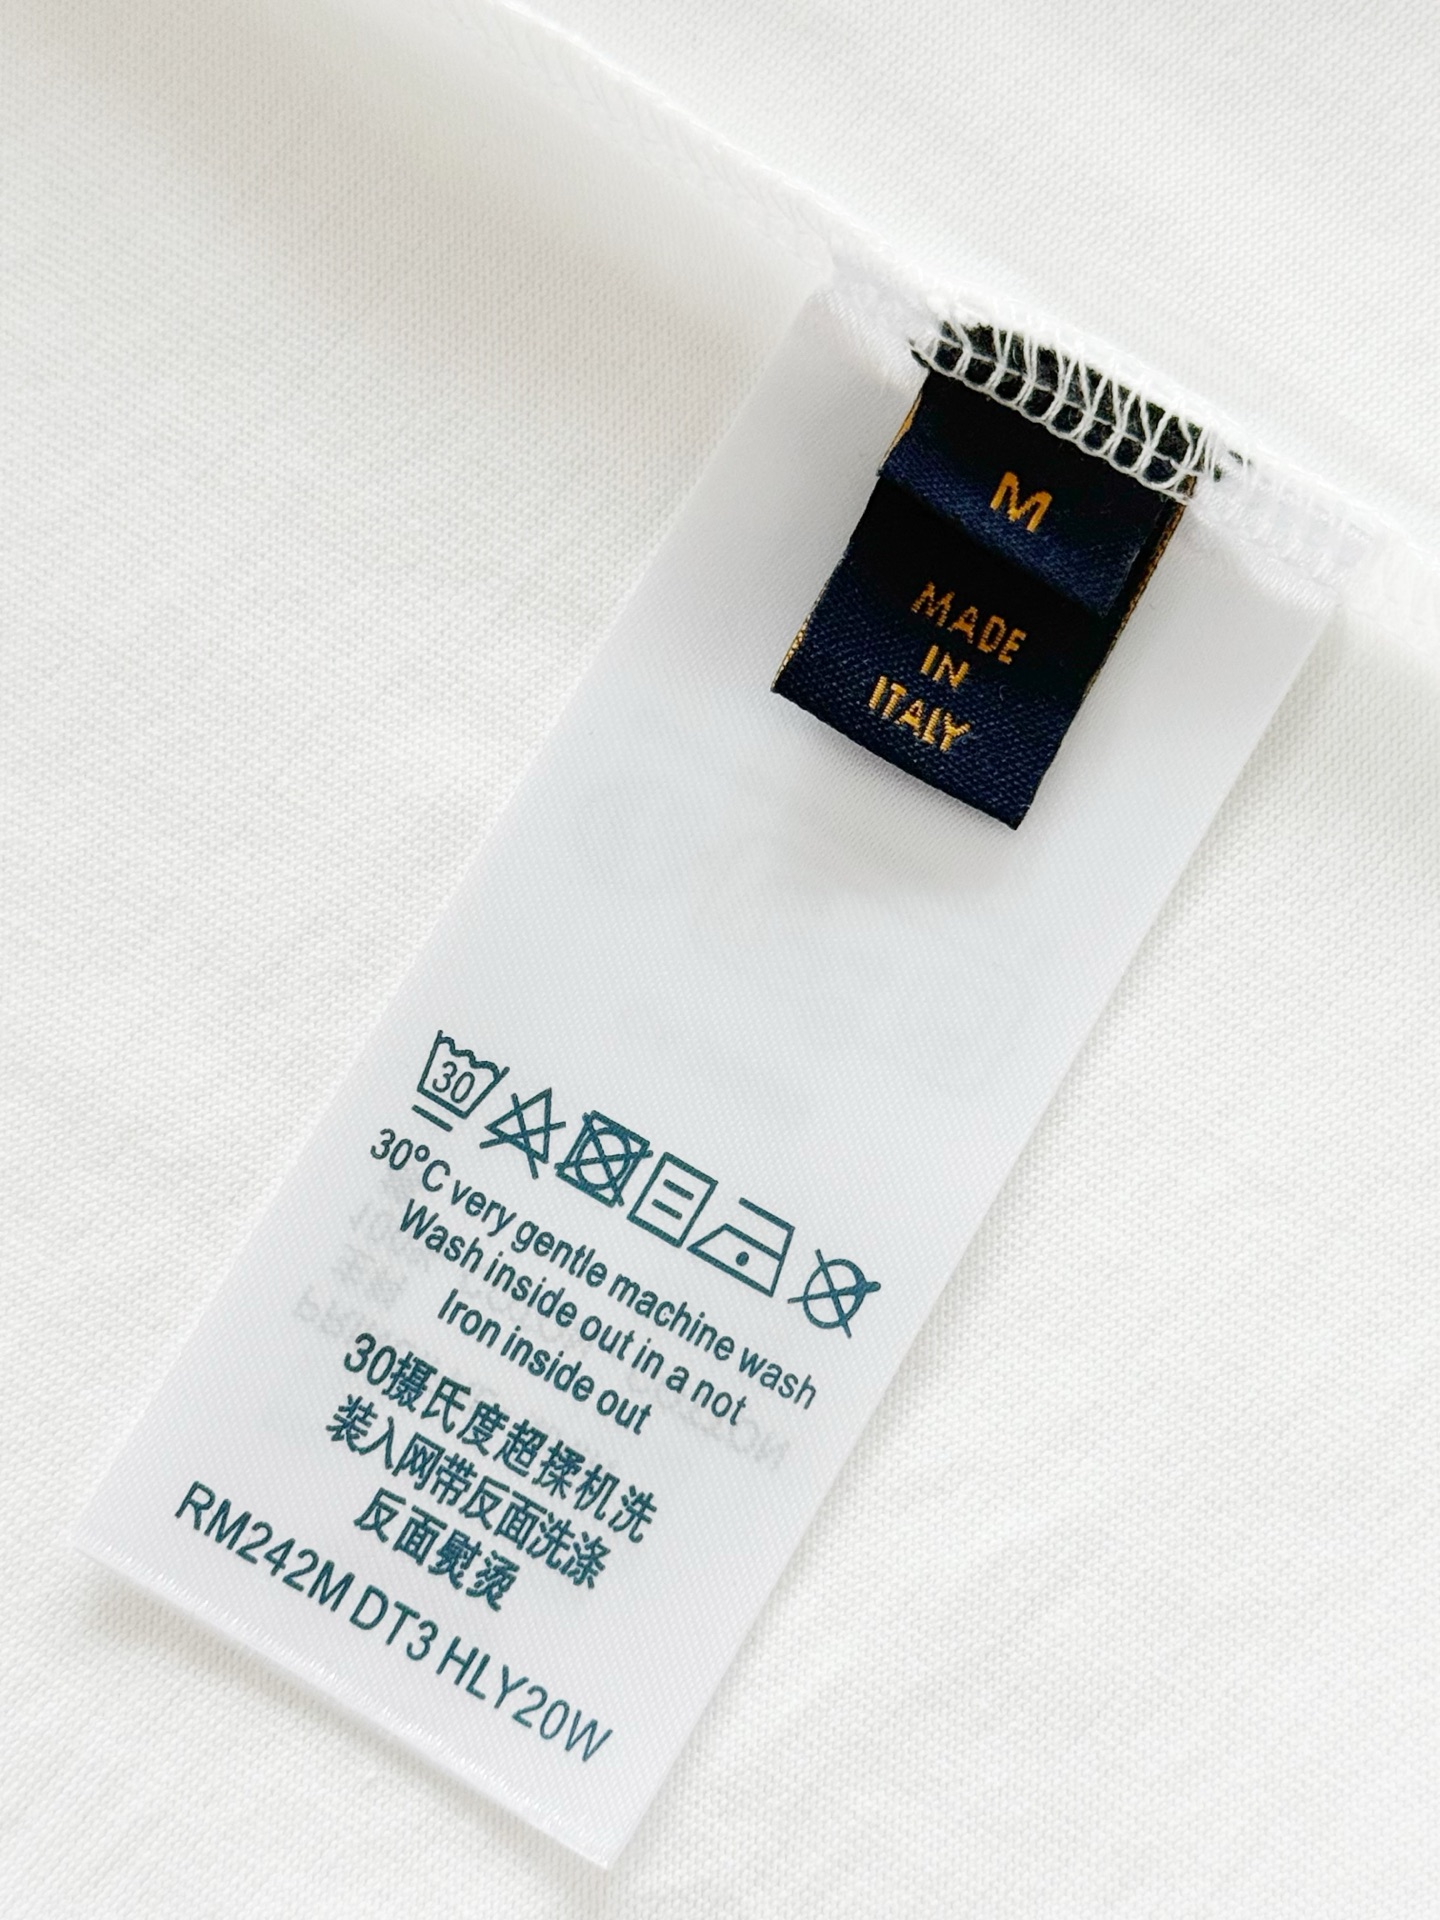 M
MADE
IN
ITALY
30
30°C very gentle machine wash
Wash inside out in a not
Iron inside out
30摄氏度超揉机洗
装入网带反面洗涤
反面熨烫
RM242M DT3 HLY20W